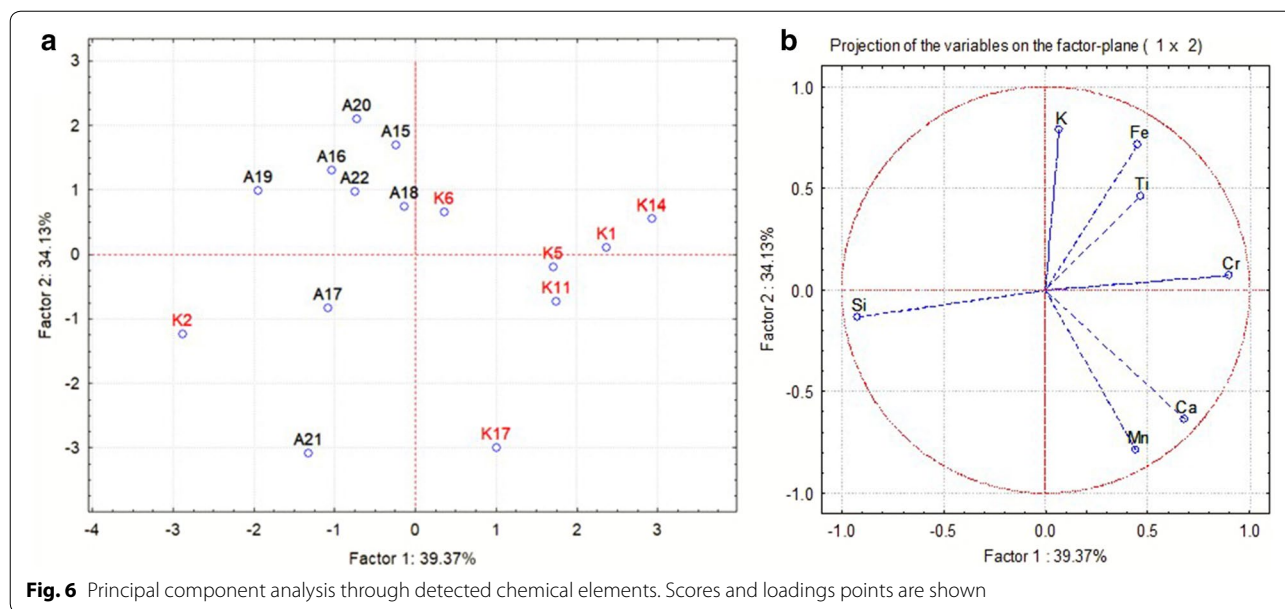 a
3
2
1
0
-1
-2
-3
Factor 2: 34.13%
A20
A15
A16
A19
A22
A18
K6
K14
K1
K5
K11
A17
K2
A21
K17
-4
-3
-2
-1
0
1
2
3
Factor 1: 39.37%
b
Projection of the variables on the factor-plane ( 1 x 2)
1.0
0.5
0.0
-0.5
-1.0
Factor 2 : 34.13%
K
Fe
Ti
Cr
Si
Ca
Mn
-1.0
-0.5
0.0
0.5
1.0
Factor 1 : 39.37%
Fig. 6 Principal component analysis through detected chemical elements. Scores and loadings points are shown